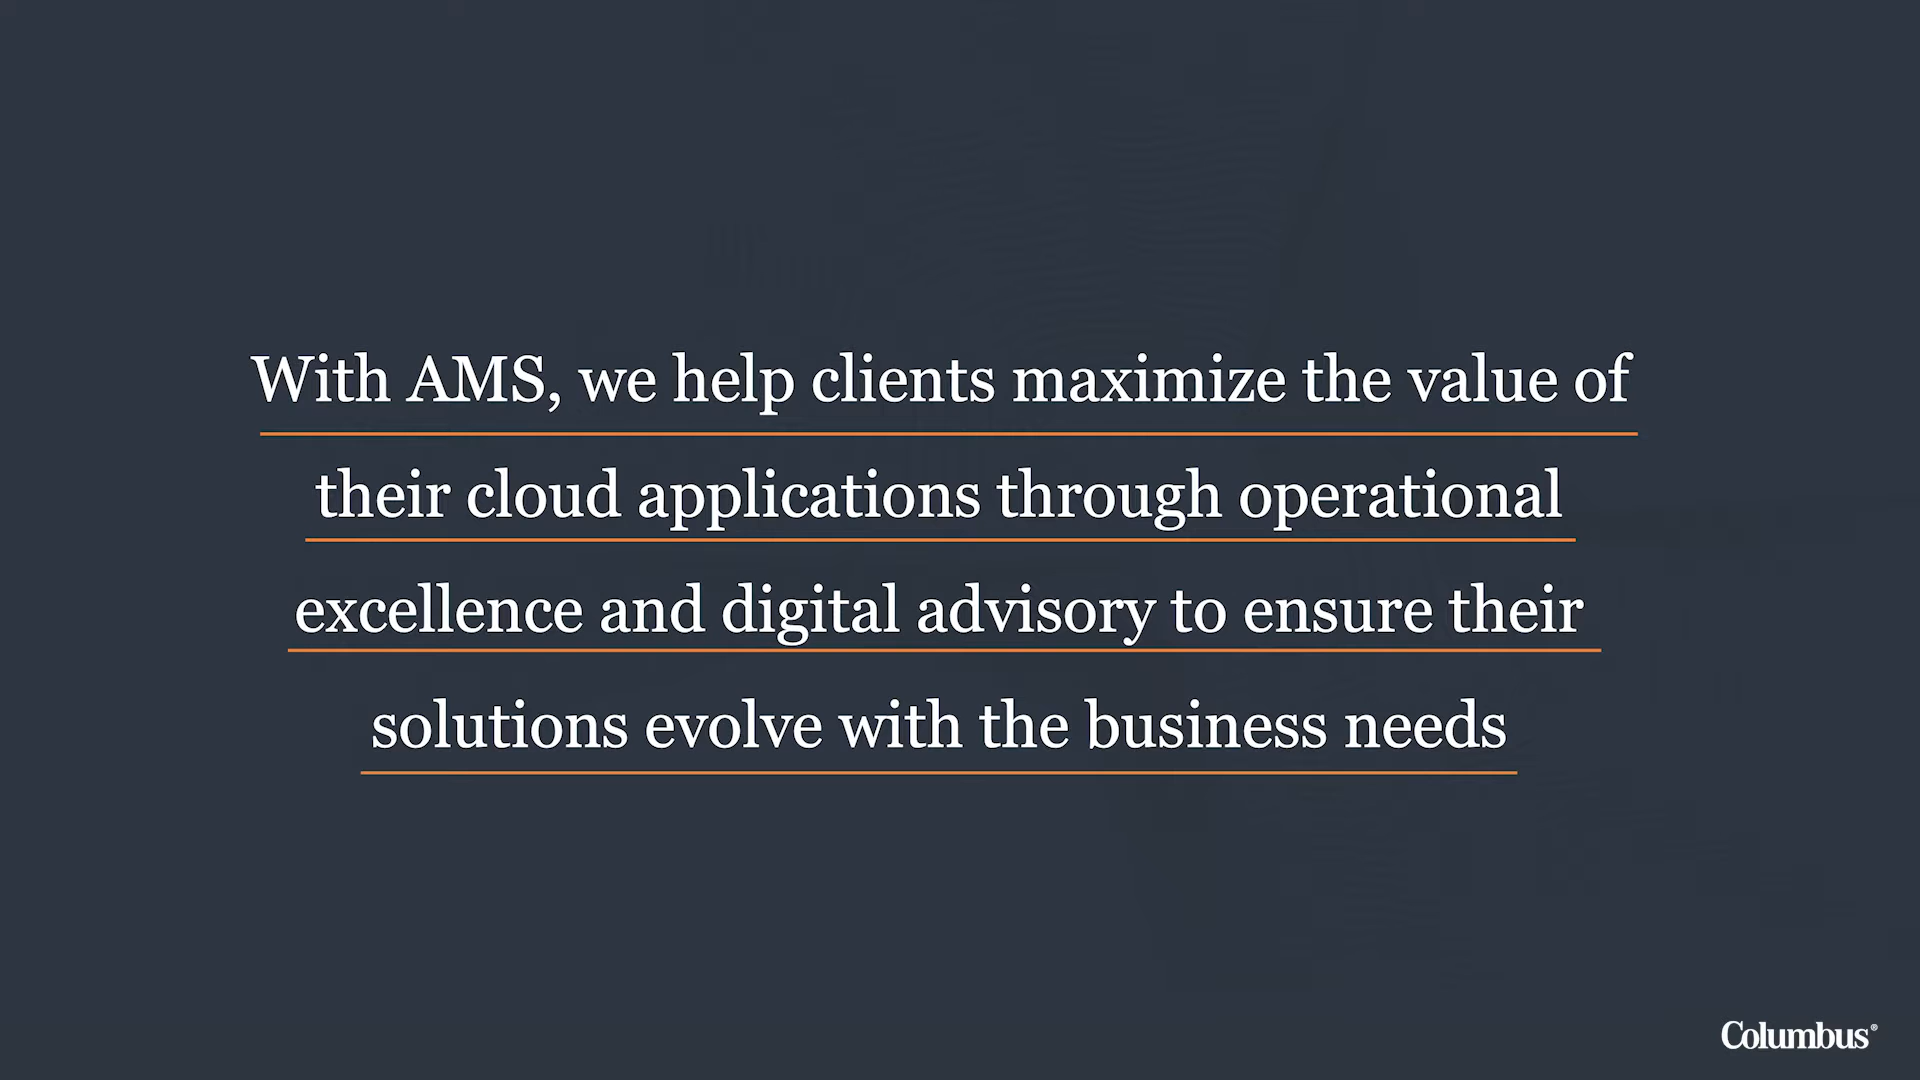 With AMS, we help clients maximize the value of
their cloud applications through operational
excellence and digital advisory to ensure their
solutions evolve with the business needs
Columbus®